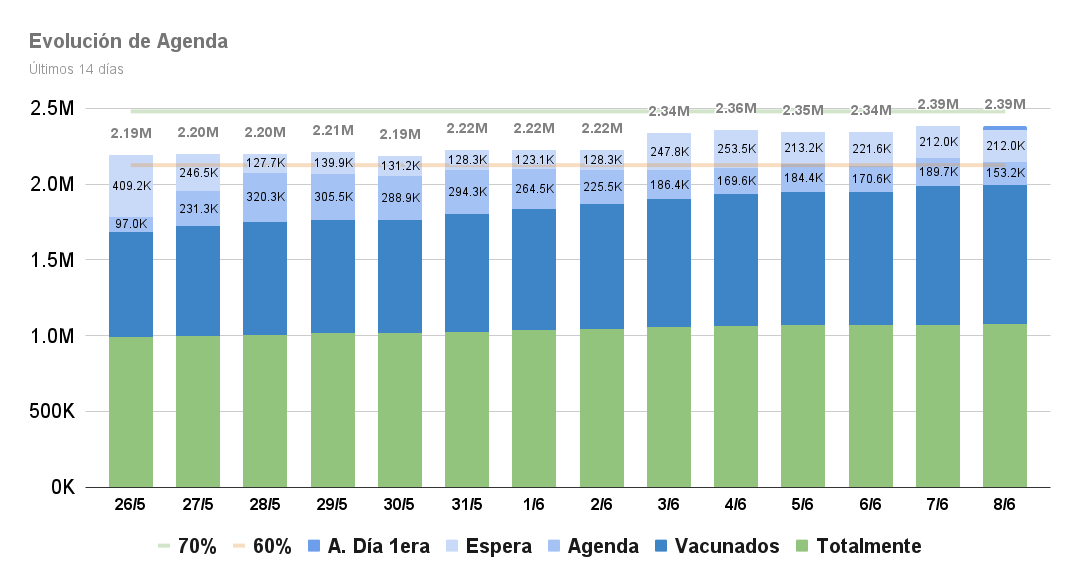 Evolución de Agenda
Últimos 14 días
2.5M
2.0M
1.5M
1.0M
500K
0K
2.19M 2.20M 2.20M 2.21M 2.19M 2.22M 2.22M 2.22M 2.34M 2.36M 2.35M 2.34M 2.39M 2.39M
409.2K 246.5K 127.7K 139.9K 131.2K 128.3K 123.1K 128.3K 247.8K 253.5K 213.2K 221.6K 212.0K 212.0K
97.0K 231.3K 320.3K 305.5K 288.9K 294.3K 264.5K 225.5K 186.4K 169.6K 184.4K 170.6K 189.7K 153.2K
26/5 27/5 28/5 29/5 30/5 31/5 1/6 2/6 3/6 4/6 5/6 6/6 7/6 8/6
70% 60% A. Día 1era Espera Agenda Vacunados Totalmente